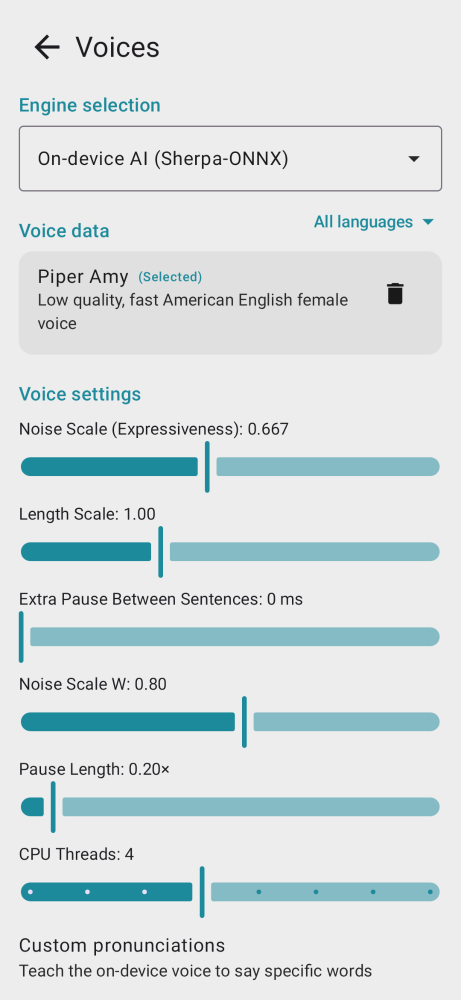 Voices
Engine selection
On-device AI (Sherpa-ONNX)
All languages
Voice data
Piper Amy (Selected)
Low quality, fast American English female
voice
Voice settings
Noise Scale (Expressiveness): 0.667
Length Scale: 1.00
Extra Pause Between Sentences: 0 ms
Noise Scale W: 0.80
Pause Length: 0.20×
CPU Threads: 4
Custom pronunciations
Teach the on-device voice to say specific words